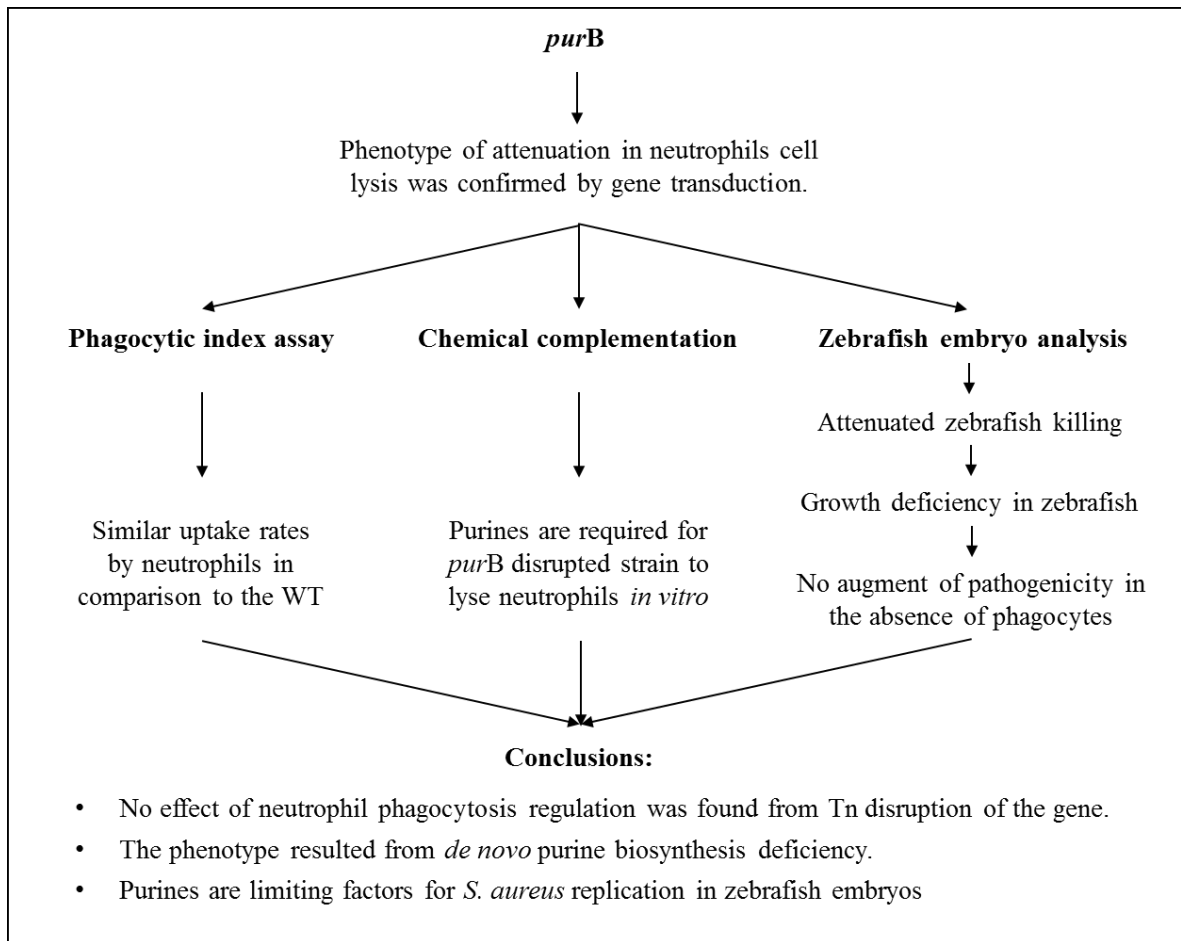 purB
Phenotype of attenuation in neutrophils cell
lysis was confirmed by gene transduction.
Phagocytic index assay
Chemical complementation
Zebrafish embryo analysis
Attenuated zebrafish killing
Growth deficiency in zebrafish
Similar uptake rates
by neutrophils in
comparison to the WT
Purines are required for
purB disrupted strain to
lyse neutrophils in vitro
No augment of pathogenicity in
the absence of phagocytes
Conclusions:
• No effect of neutrophil phagocytosis regulation was found from Tn disruption of the gene.
• The phenotype resulted from de novo purine biosynthesis deficiency.
• Purines are limiting factors for S. aureus replication in zebrafish embryos